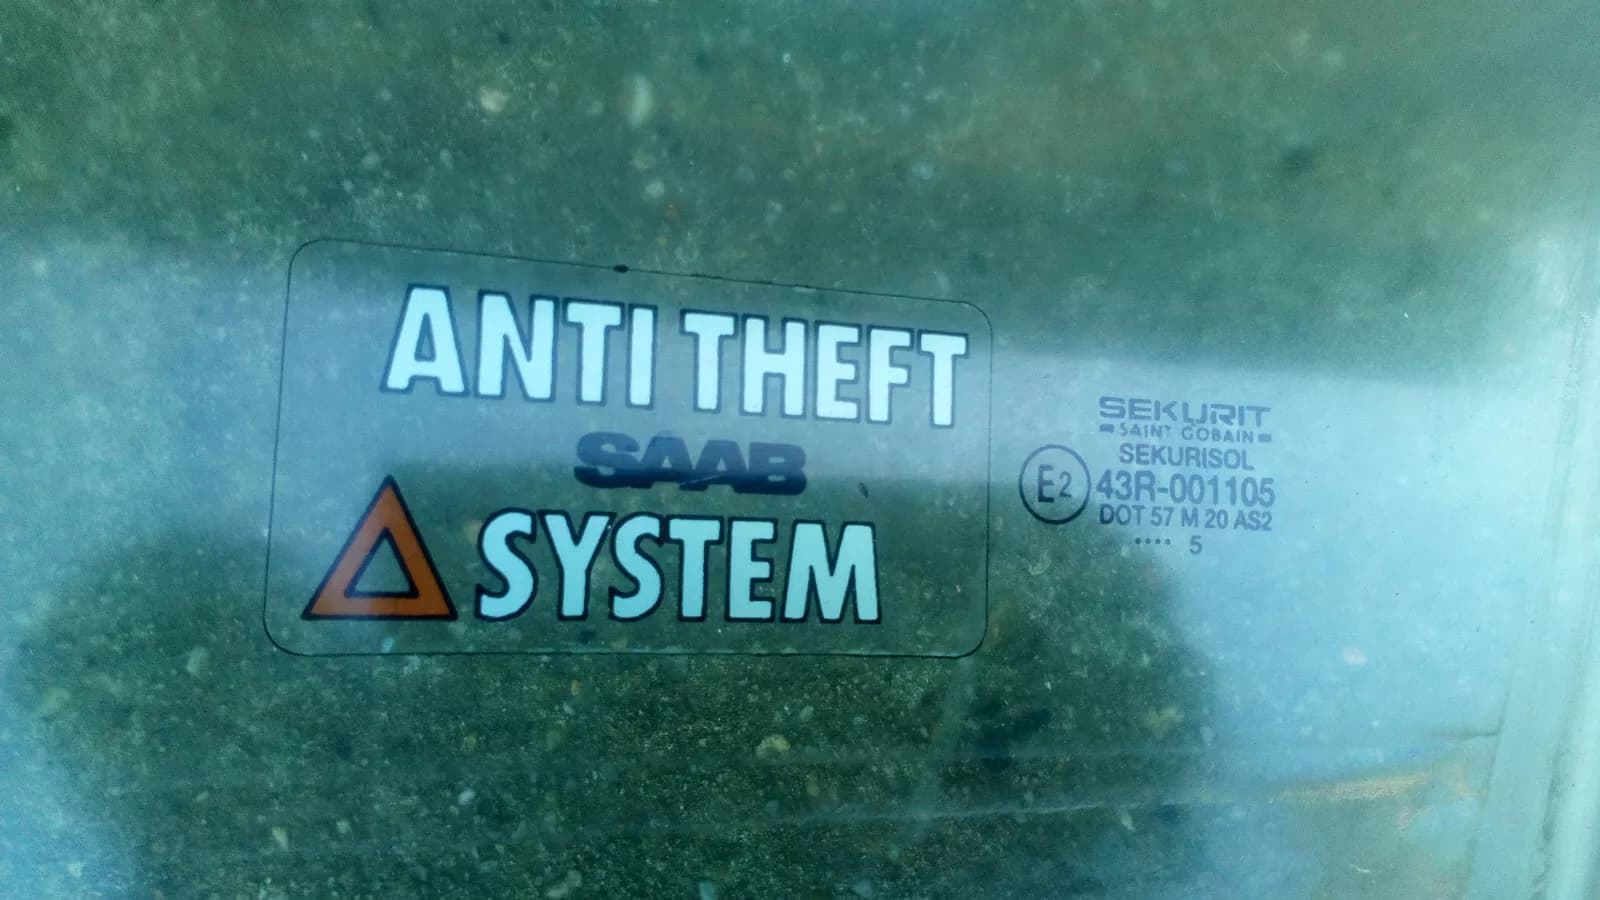 ANTI THEFT
SAAB
SYSTEM
SEKURIT
SAINT GOBAIN
SEKURISOL
E2 43R-001105
DOT 57 M 20 AS2
.... 5